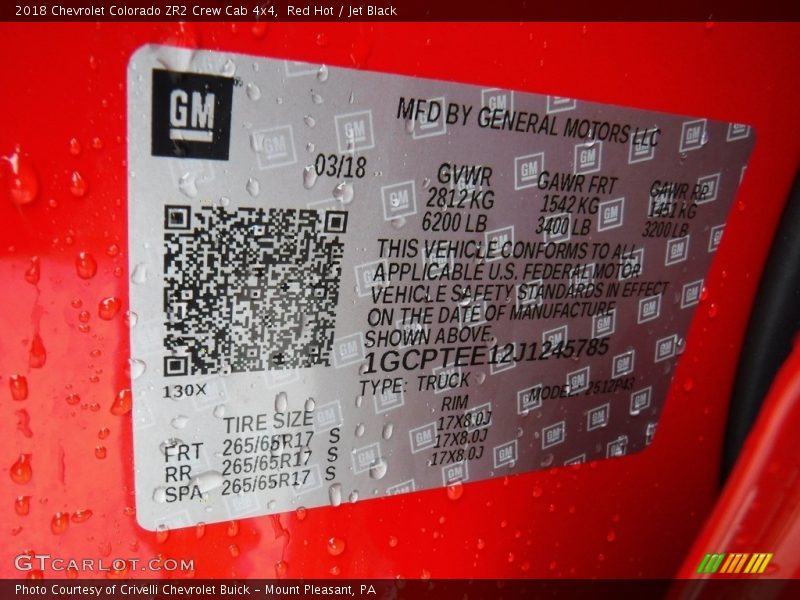 2018 Chevrolet Colorado ZR2 Crew Cab 4x4, Red Hot / Jet Black
GM
MFD BY GENERAL MOTORS LLC
03/18
GVWR GAWR FRT GAWR RR
2812 KG 1542 KG 1451 KG
6200 LB 3400 LB 3200 LB
THIS VEHICLE CONFORMS TO ALL
APPLICABLE U.S. FEDERAL MOTOR
VEHICLE SAFETY STANDARDS IN EFFECT
ON THE DATE OF MANUFACTURE
SHOWN ABOVE.
1GCPTEE12J1245785
130X
TYPE: TRUCK MODEL: 2512P43
TIRE SIZE RIM
FRT 265/65R17 S 17X8.0J
RR 265/65R17 S 17X8.0J
SPA 265/65R17 S 17X8.0J
GTCARLOT.COM
Photo Courtesy of Crivelli Chevrolet Buick - Mount Pleasant, PA